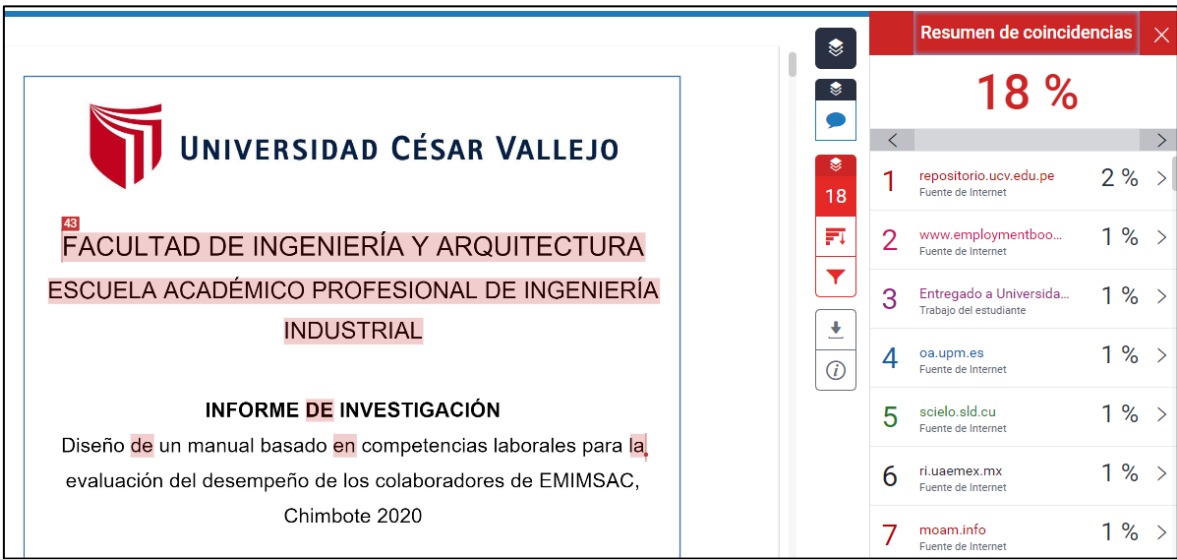 UNIVERSIDAD CÉSAR VALLEJO
43
FACULTAD DE INGENIERÍA Y ARQUITECTURA
ESCUELA ACADÉMICO PROFESIONAL DE INGENIERÍA
INDUSTRIAL
INFORME DE INVESTIGACIÓN
Diseño de un manual basado en competencias laborales para la
evaluación del desempeño de los colaboradores de EMIMSAC,
Chimbote 2020
18
Resumen de coincidencias
18 %
1 repositorio.ucv.edu.pe 2 %
Fuente de Internet
2 www.employmentboo... 1 %
Fuente de Internet
3 Entregado a Universida... 1 %
Trabajo del estudiante
4 oa.upm.es 1 %
Fuente de Internet
5 scielo.sld.cu 1 %
Fuente de Internet
6 ri.uaemex.mx 1 %
Fuente de Internet
7 moam.info 1 %
Fuente de Internet